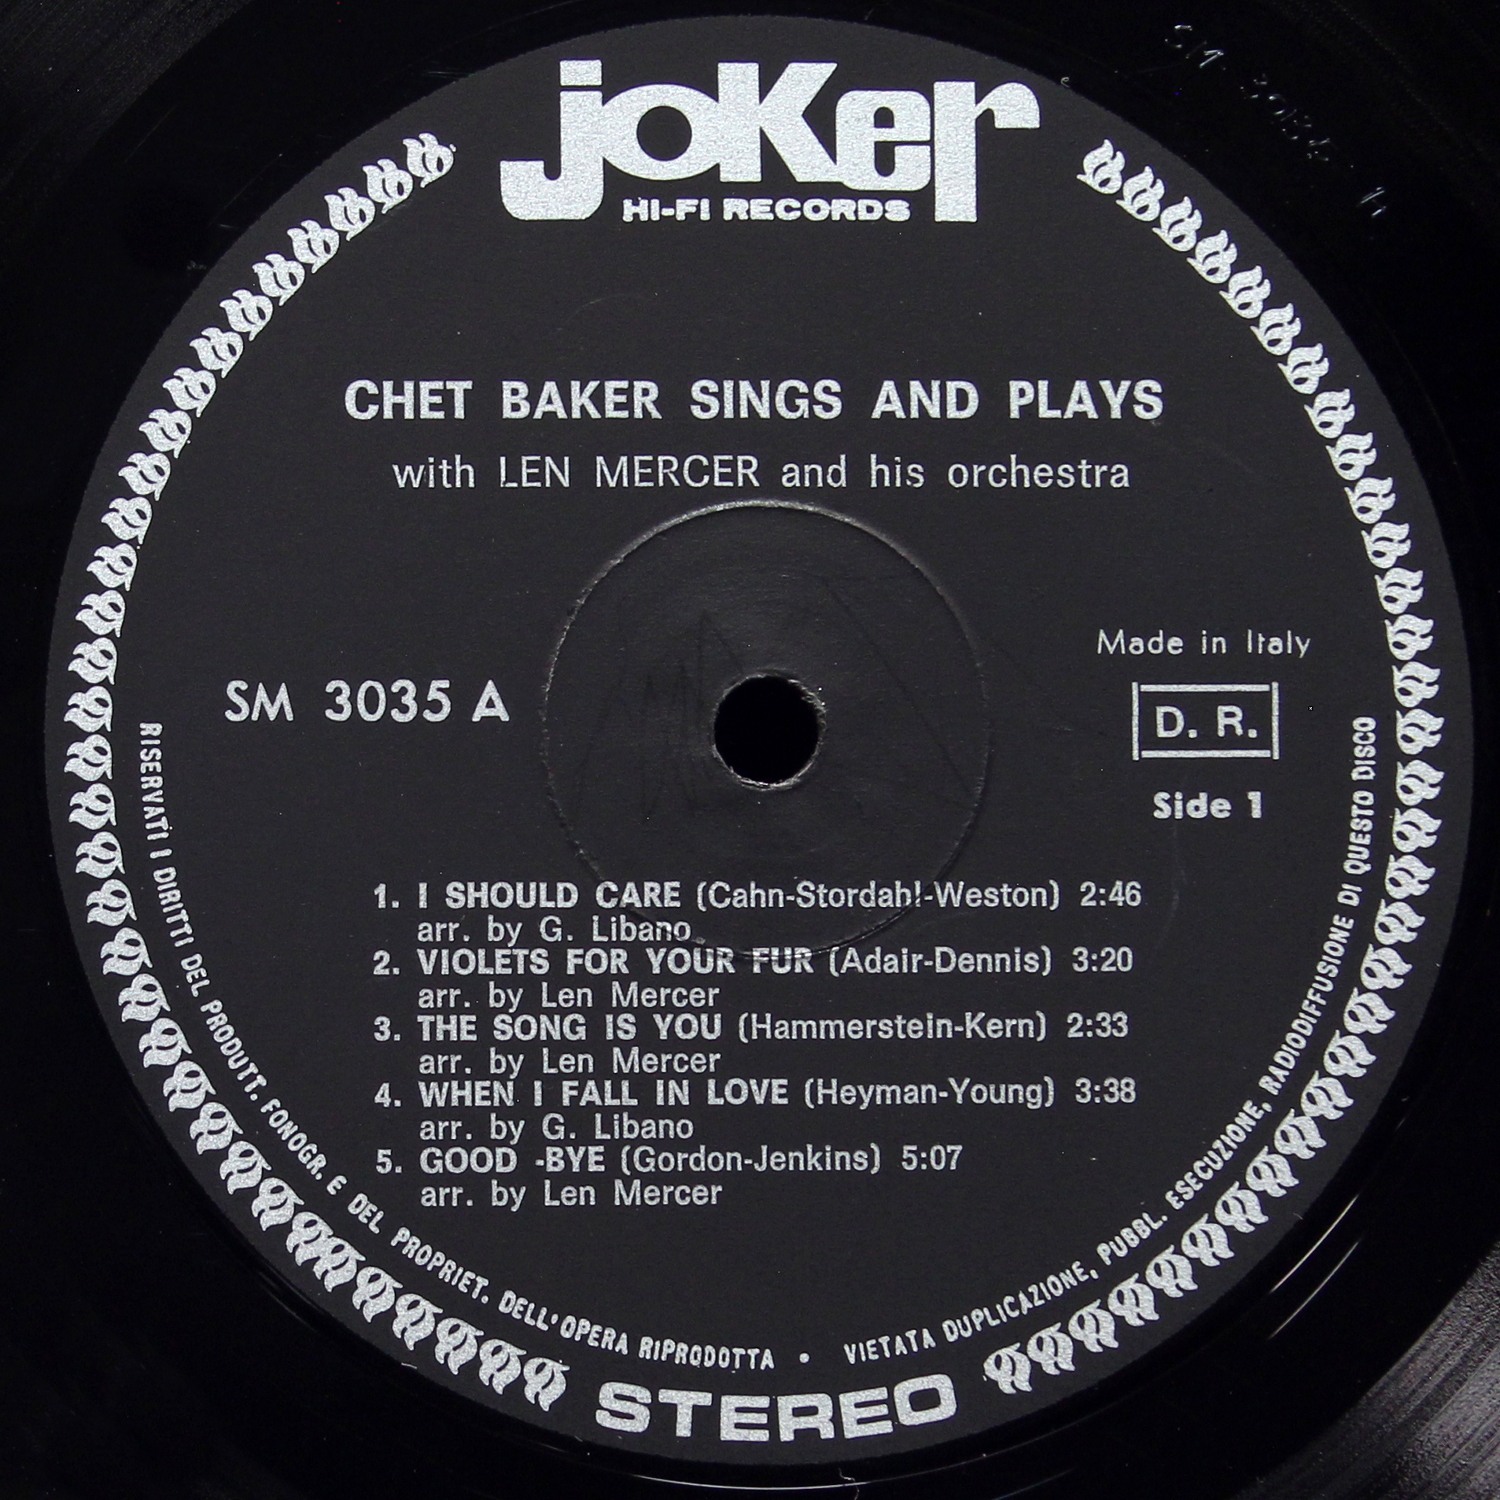 joker
HI-FI RECORDS
CHET BAKER SINGS AND PLAYS
with LEN MERCER and his orchestra
Made in Italy
SM 3035 A
D. R.
Side 1
1. I SHOULD CARE (Cahn-Stordahl-Weston) 2:46
arr. by G. Libano
2. VIOLETS FOR YOUR FUR (Adair-Dennis) 3:20
arr. by Len Mercer
3. THE SONG IS YOU (Hammerstein-Kern) 2:33
arr. by Len Mercer
4. WHEN I FALL IN LOVE (Heyman-Young) 3:38
arr. by G. Libano
5. GOOD -BYE (Gordon-Jenkins) 5:07
arr. by Len Mercer
RISERVATI I DIRITTI DEL PRODUTT. FONOGR. E DEL PROPRIET. DELL'OPERA RIPRODOTTA • VIETATA DUPLICAZIONE, PUBBL. ESECUZIONE, RADIODIFFUSIONE DI QUESTO DISCO
STEREO